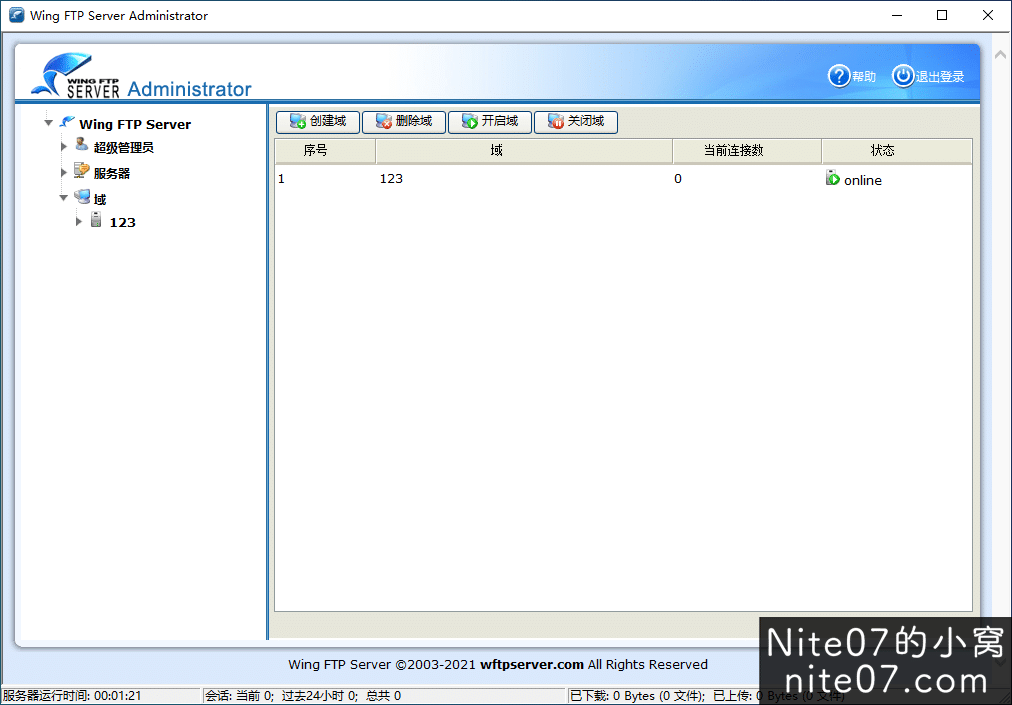 Wing FTP Server Administrator
WING FTP
SERVER Administrator
帮助 退出登录
Wing FTP Server
超级管理员
服务器
域
123
创建域 删除域 开启域 关闭域
序号 域 当前连接数 状态
1 123 0 online
Wing FTP Server ©2003-2021 wftpserver.com All Rights Reserved
Nite07的小窝
nite07.com
服务器运行时间: 00:01:21 会话: 当前 0; 过去24小时 0; 总共 0 已下载: 0 Bytes (0 文件); 已上传: 0 Bytes (0 文件)